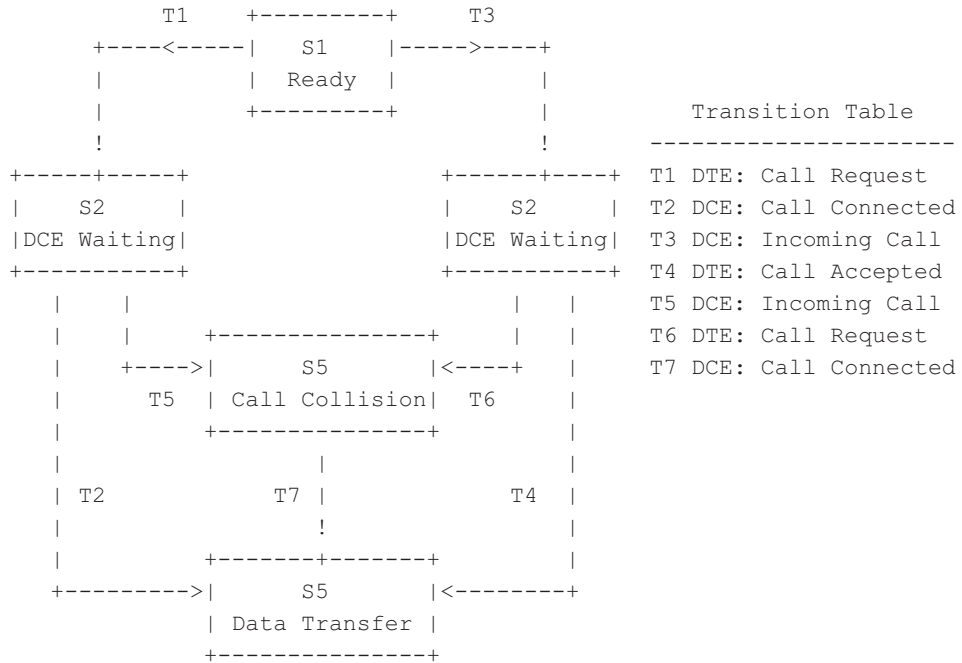 T1 T3
S1
Ready
Transition Table
T1 DTE: Call Request
S2 S2 T2 DCE: Call Connected
DCE Waiting DCE Waiting T3 DCE: Incoming Call
T4 DTE: Call Accepted
T5 DCE: Incoming Call
T6 DTE: Call Request
S5 T7 DCE: Call Connected
T5 Call Collision T6
T2 T7 T4
S5
Data Transfer